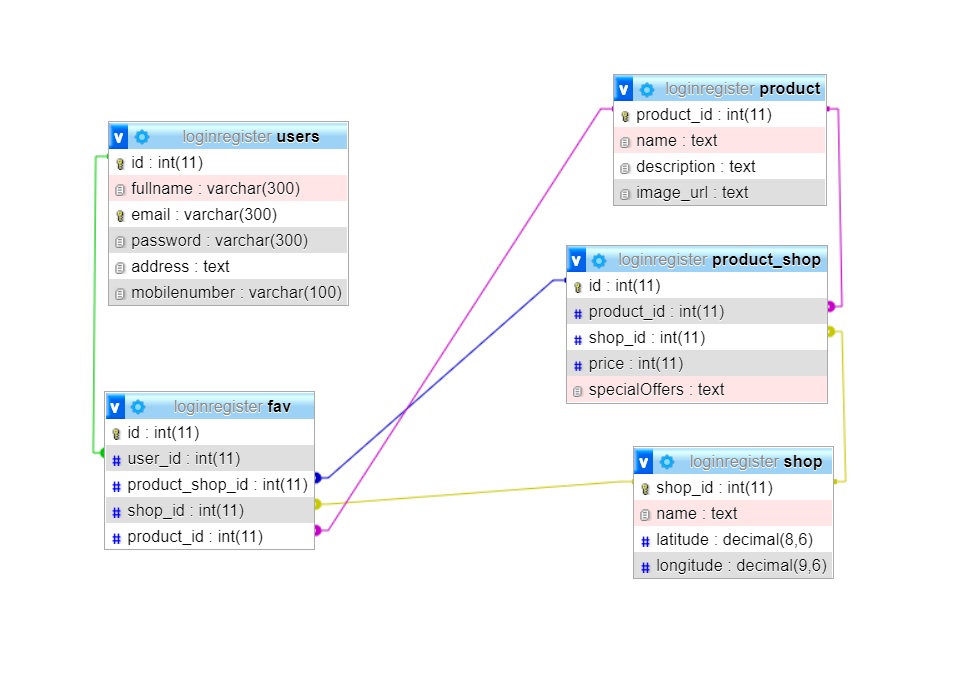 v loginregister users
id : int(11)
fullname : varchar(300)
email : varchar(300)
password : varchar(300)
address : text
mobilenumber : varchar(100)
v loginregister fav
id : int(11)
# user_id : int(11)
# product_shop_id : int(11)
# shop_id : int(11)
# product_id : int(11)
v loginregister product
product_id : int(11)
name : text
description : text
image_url : text
v loginregister product_shop
id : int(11)
# product_id : int(11)
# shop_id : int(11)
# price : int(11)
specialOffers : text
v loginregister shop
shop_id : int(11)
name : text
# latitude : decimal(8,6)
# longitude : decimal(9,6)